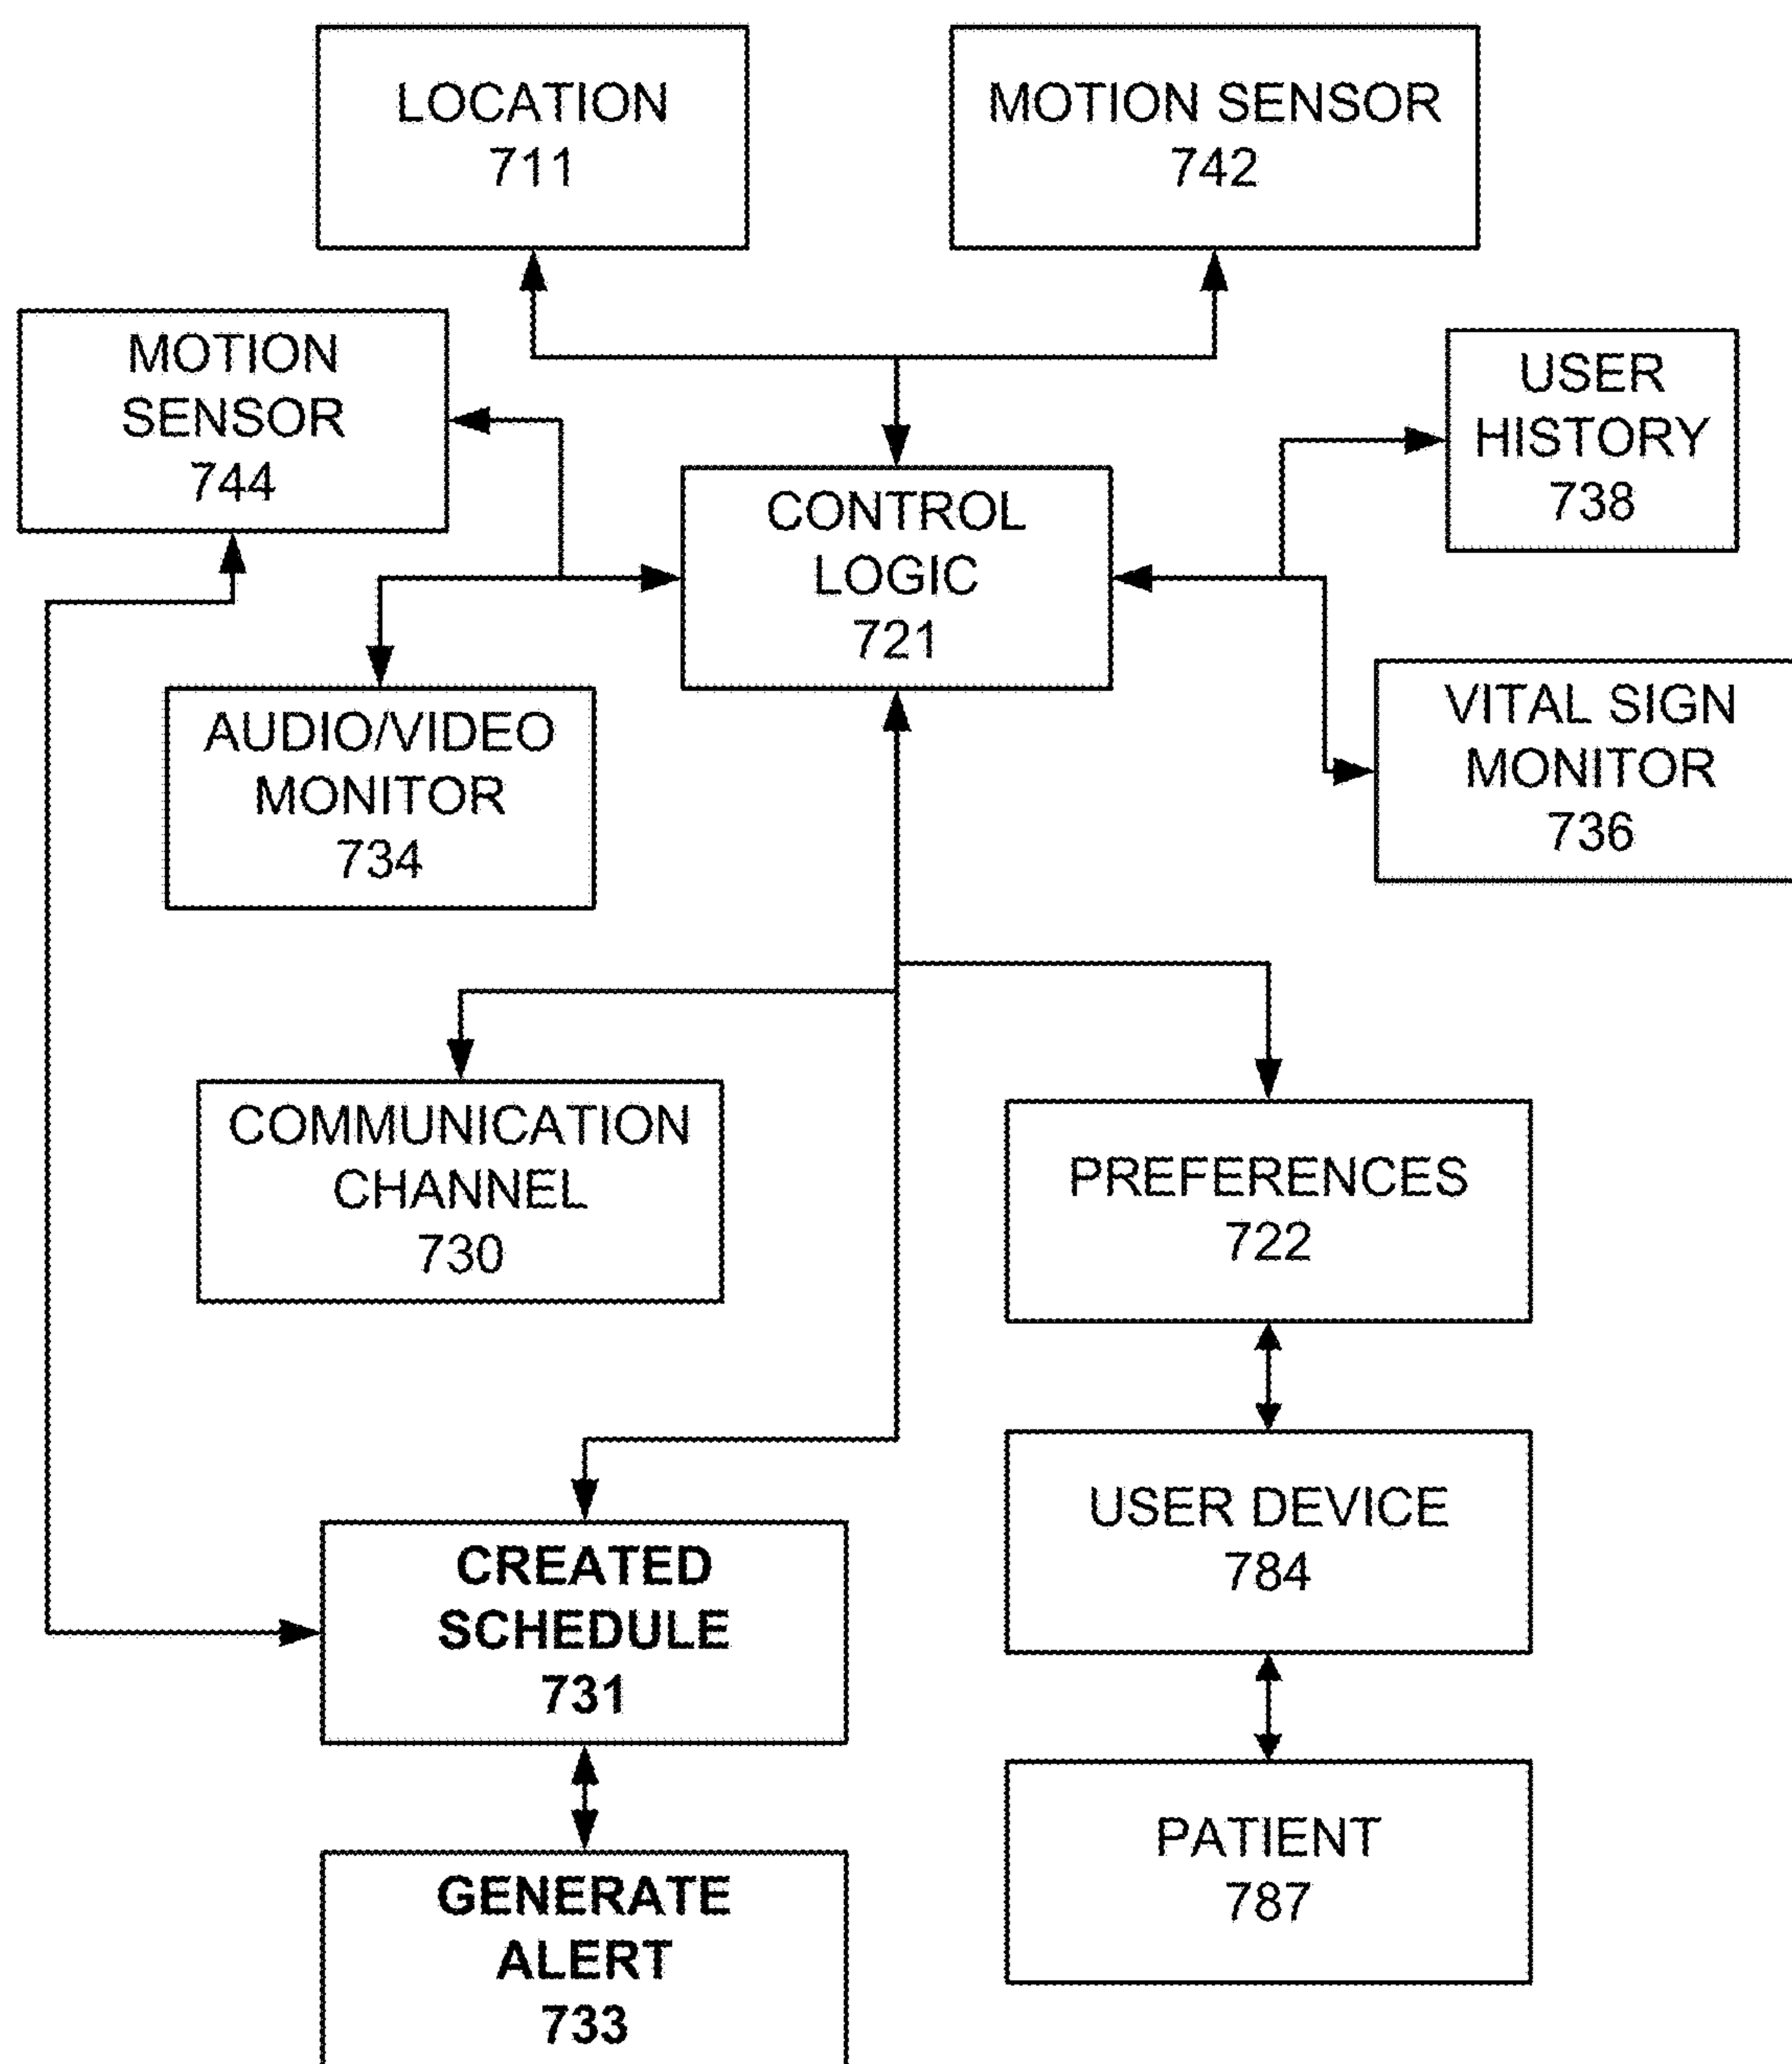 LOCATION
711
MOTION SENSOR
742
MOTION
SENSOR
744
USER
HISTORY
738
CONTROL
LOGIC
721
AUDIO/VIDEO
MONITOR
734
VITAL SIGN
MONITOR
736
COMMUNICATION
CHANNEL
730
PREFERENCES
722
USER DEVICE
784
CREATED
SCHEDULE
731
PATIENT
787
GENERATE
ALERT
733